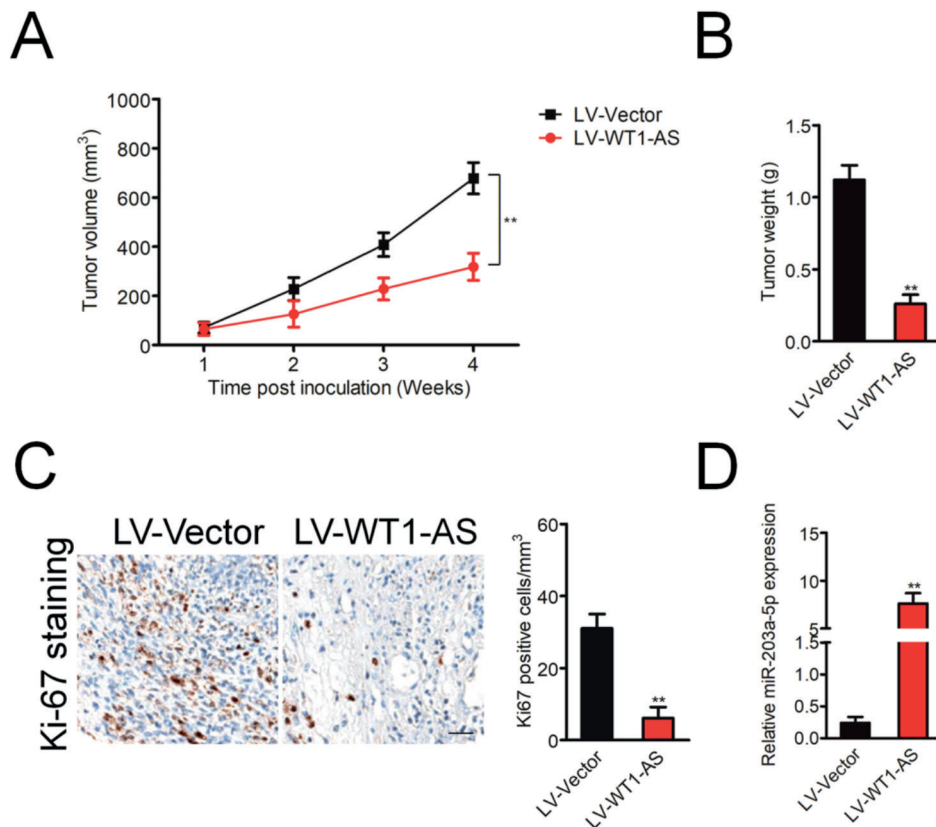 A
1000
800
600
400
200
0
Tumor volume (mm3)
1 2 3 4
Time post inoculation (Weeks)
LV-Vector
LV-WT1-AS
**
B
1.5
1.0
0.5
0.0
Tumor weight (g)
**
LV-Vector
LV-WT1-AS
C
LV-Vector LV-WT1-AS
Ki-67 staining
60
40
20
0
Ki67 positive cells/mm3
**
LV-Vector
LV-WT1-AS
D
15
10
5
1.5
1.0
0.5
0.0
Relative miR-203a-5p expression
**
LV-Vector
LV-WT1-AS